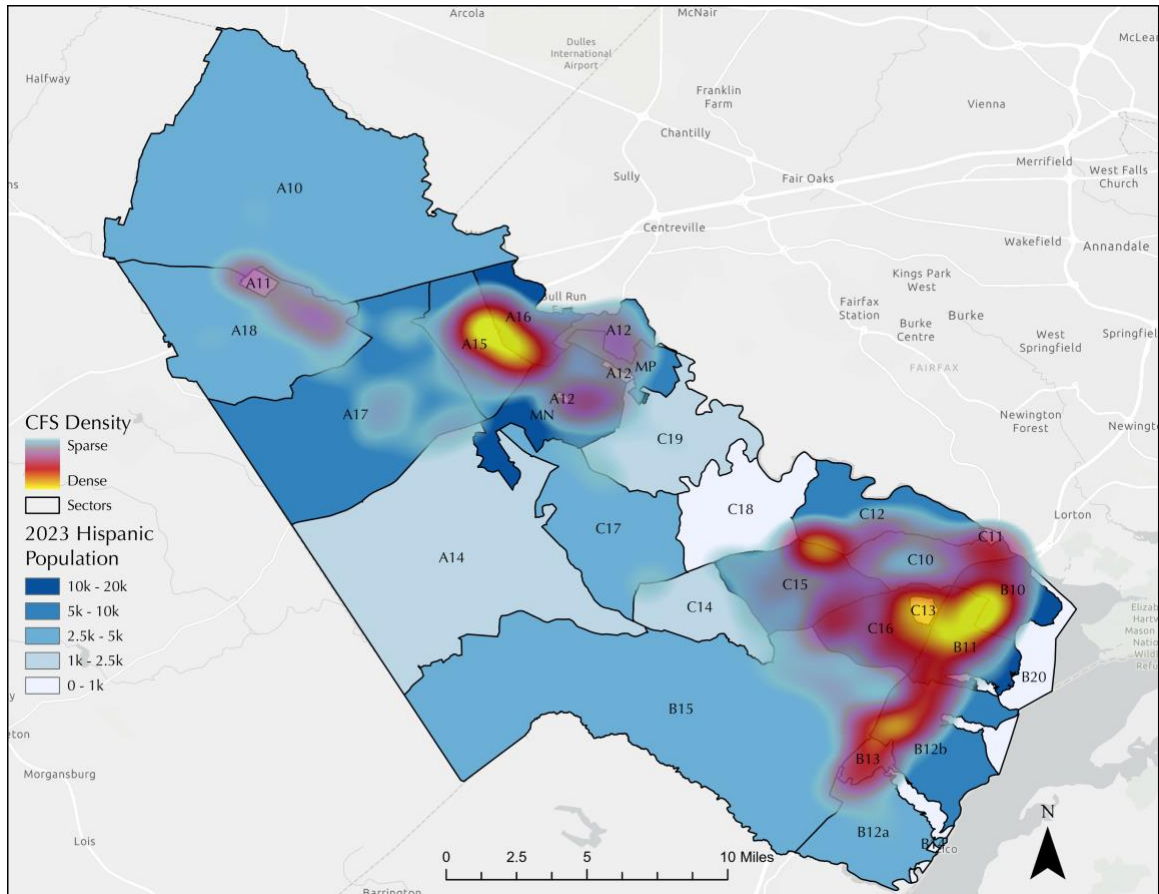 Arcola
McNair
McLean
Dulles
International
Airport
Halfway
Franklin
Farm
Vienna
Chantilly
Merrifield
West Falls
Church
Sully
Fair Oaks
A10
Centreville
Wakefield
Annandale
Kings Park
West
A11
Bull Run
Fairfax
Station
Burke
Centre
Burke
West
Springfield
Springfield
A16
A12
A18
A15
A12
MP
FAIRFAX
CFS Density
Sparse
Dense
Sectors
A17
MN
A12
C19
Newington
Forest
Newington
2023 Hispanic
Population
10k - 20k
5k - 10k
2.5k - 5k
1k - 2.5k
0 - 1k
C18
C12
Lorton
C17
C11
A14
C10
C15
B10
C14
C13
C16
B11
B20
B15
B12b
B13
Morgansburg
B12a
Lois
N
0 2.5 5 10 Miles
Barrington